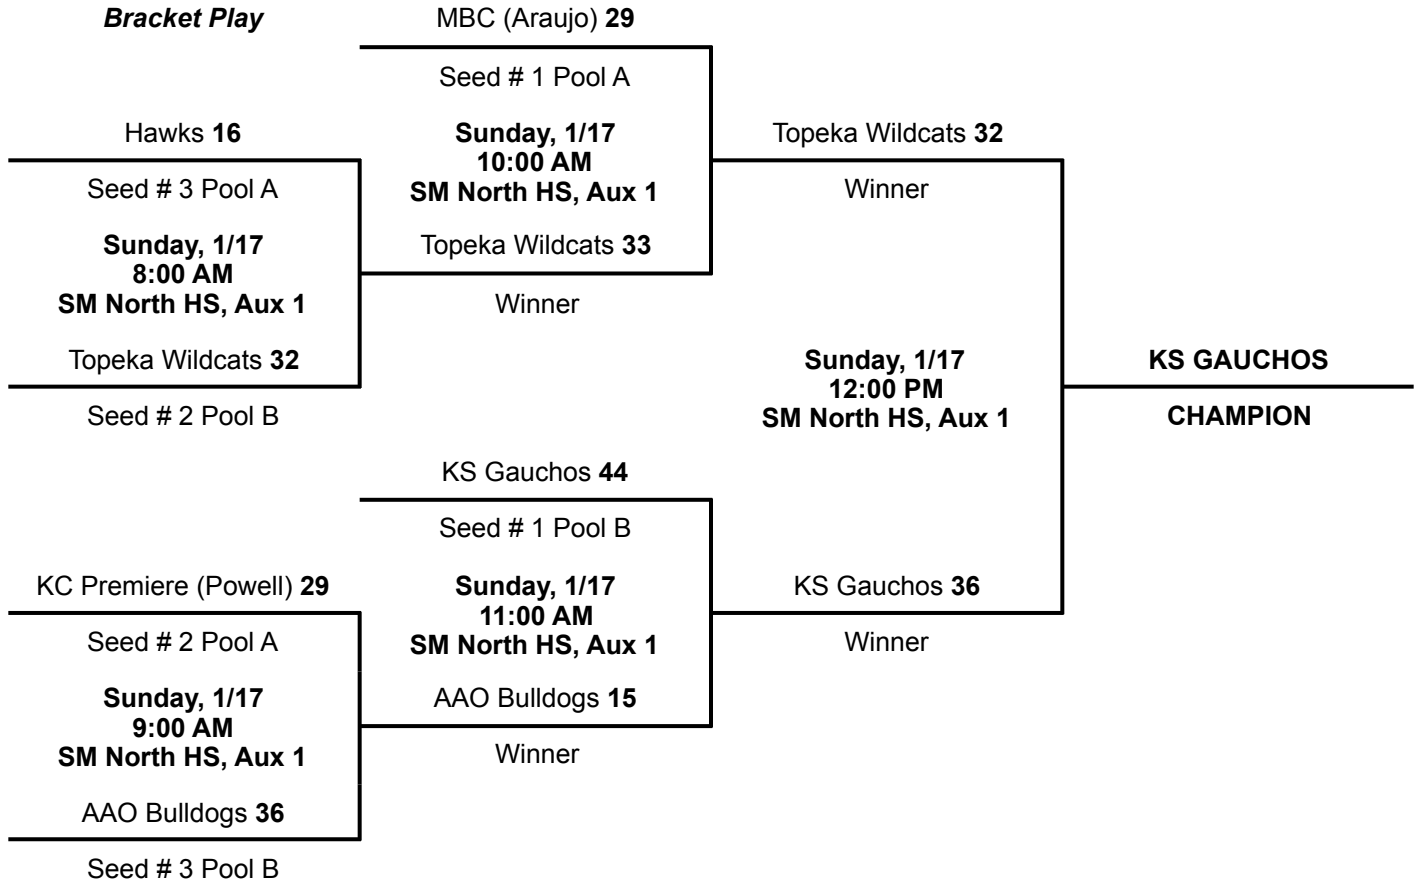 Bracket Play
MBC (Araujo) 29
Seed # 1 Pool A
Hawks 16
Sunday, 1/17
10:00 AM
SM North HS, Aux 1
Topeka Wildcats 32
Seed # 3 Pool A
Winner
Sunday, 1/17
8:00 AM
SM North HS, Aux 1
Topeka Wildcats 33
Winner
Topeka Wildcats 32
Seed # 2 Pool B
Sunday, 1/17
12:00 PM
SM North HS, Aux 1
KS GAUCHOS
CHAMPION
KS Gauchos 44
Seed # 1 Pool B
KC Premiere (Powell) 29
Seed # 2 Pool A
Sunday, 1/17
11:00 AM
SM North HS, Aux 1
KS Gauchos 36
Winner
Sunday, 1/17
9:00 AM
SM North HS, Aux 1
AAO Bulldogs 15
Winner
AAO Bulldogs 36
Seed # 3 Pool B